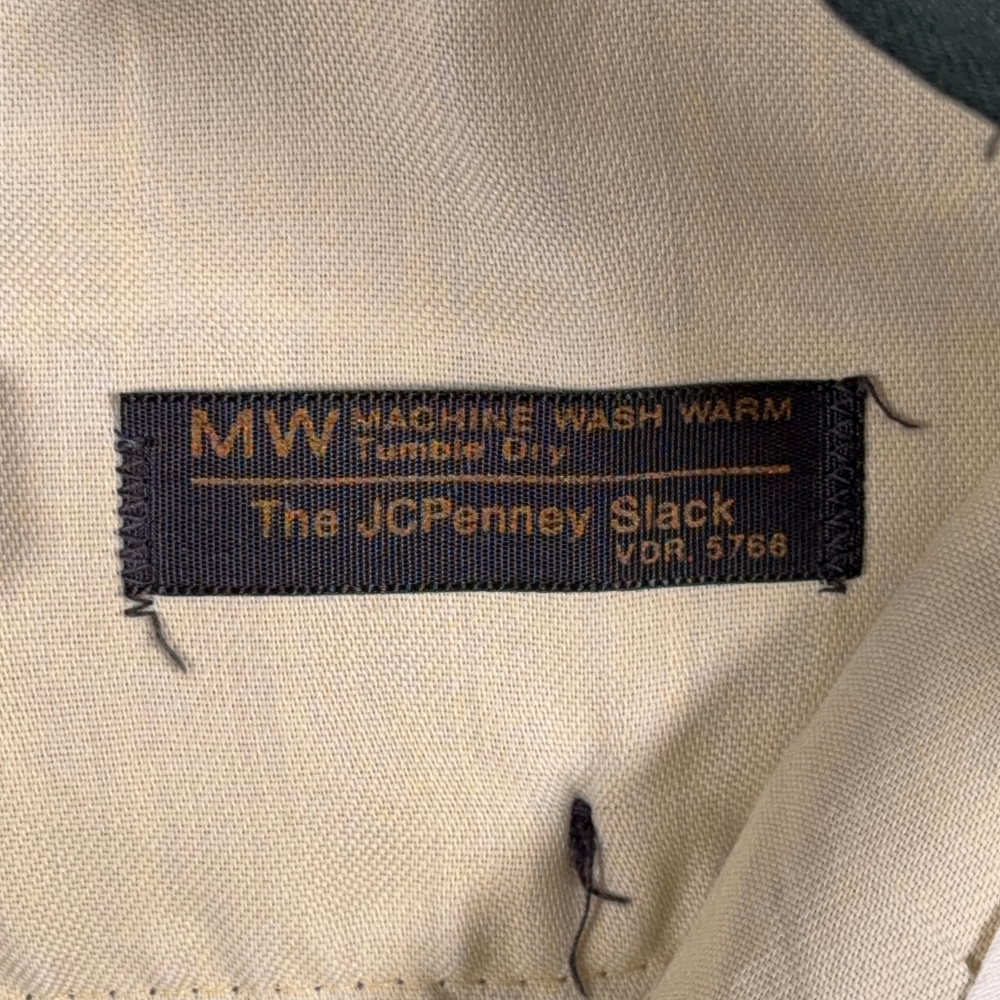 MW MACHINE WASH WARM
Tumble Dry
The JCPenney Slack
VDR. 5766